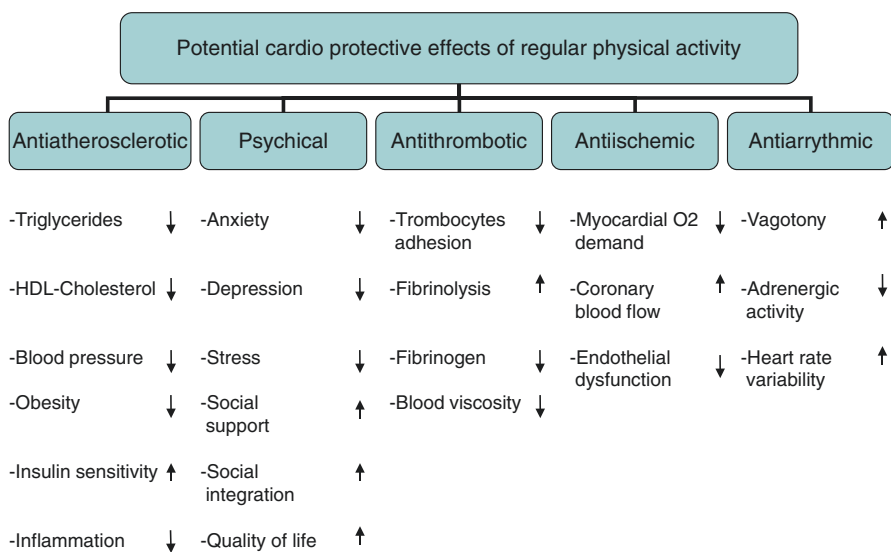 Potential cardio protective effects of regular physical activity
Antiatherosclerotic
Psychical
Antithrombotic
Antiischemic
Antiarrythmic
-Triglycerides ↓
-HDL-Cholesterol ↓
-Blood pressure ↓
-Obesity ↓
-Insulin sensitivity ↑
-Inflammation ↓
-Anxiety ↓
-Depression ↓
-Stress ↓
-Social
support ↑
-Social
integration ↑
-Quality of life ↑
-Trombocytes
adhesion ↓
-Fibrinolysis ↑
-Fibrinogen ↓
-Blood viscosity ↓
-Myocardial O2
demand ↓
-Coronary
blood flow ↑
-Endothelial
dysfunction ↓
-Vagotony ↑
-Adrenergic
activity ↓
-Heart rate
variability ↑